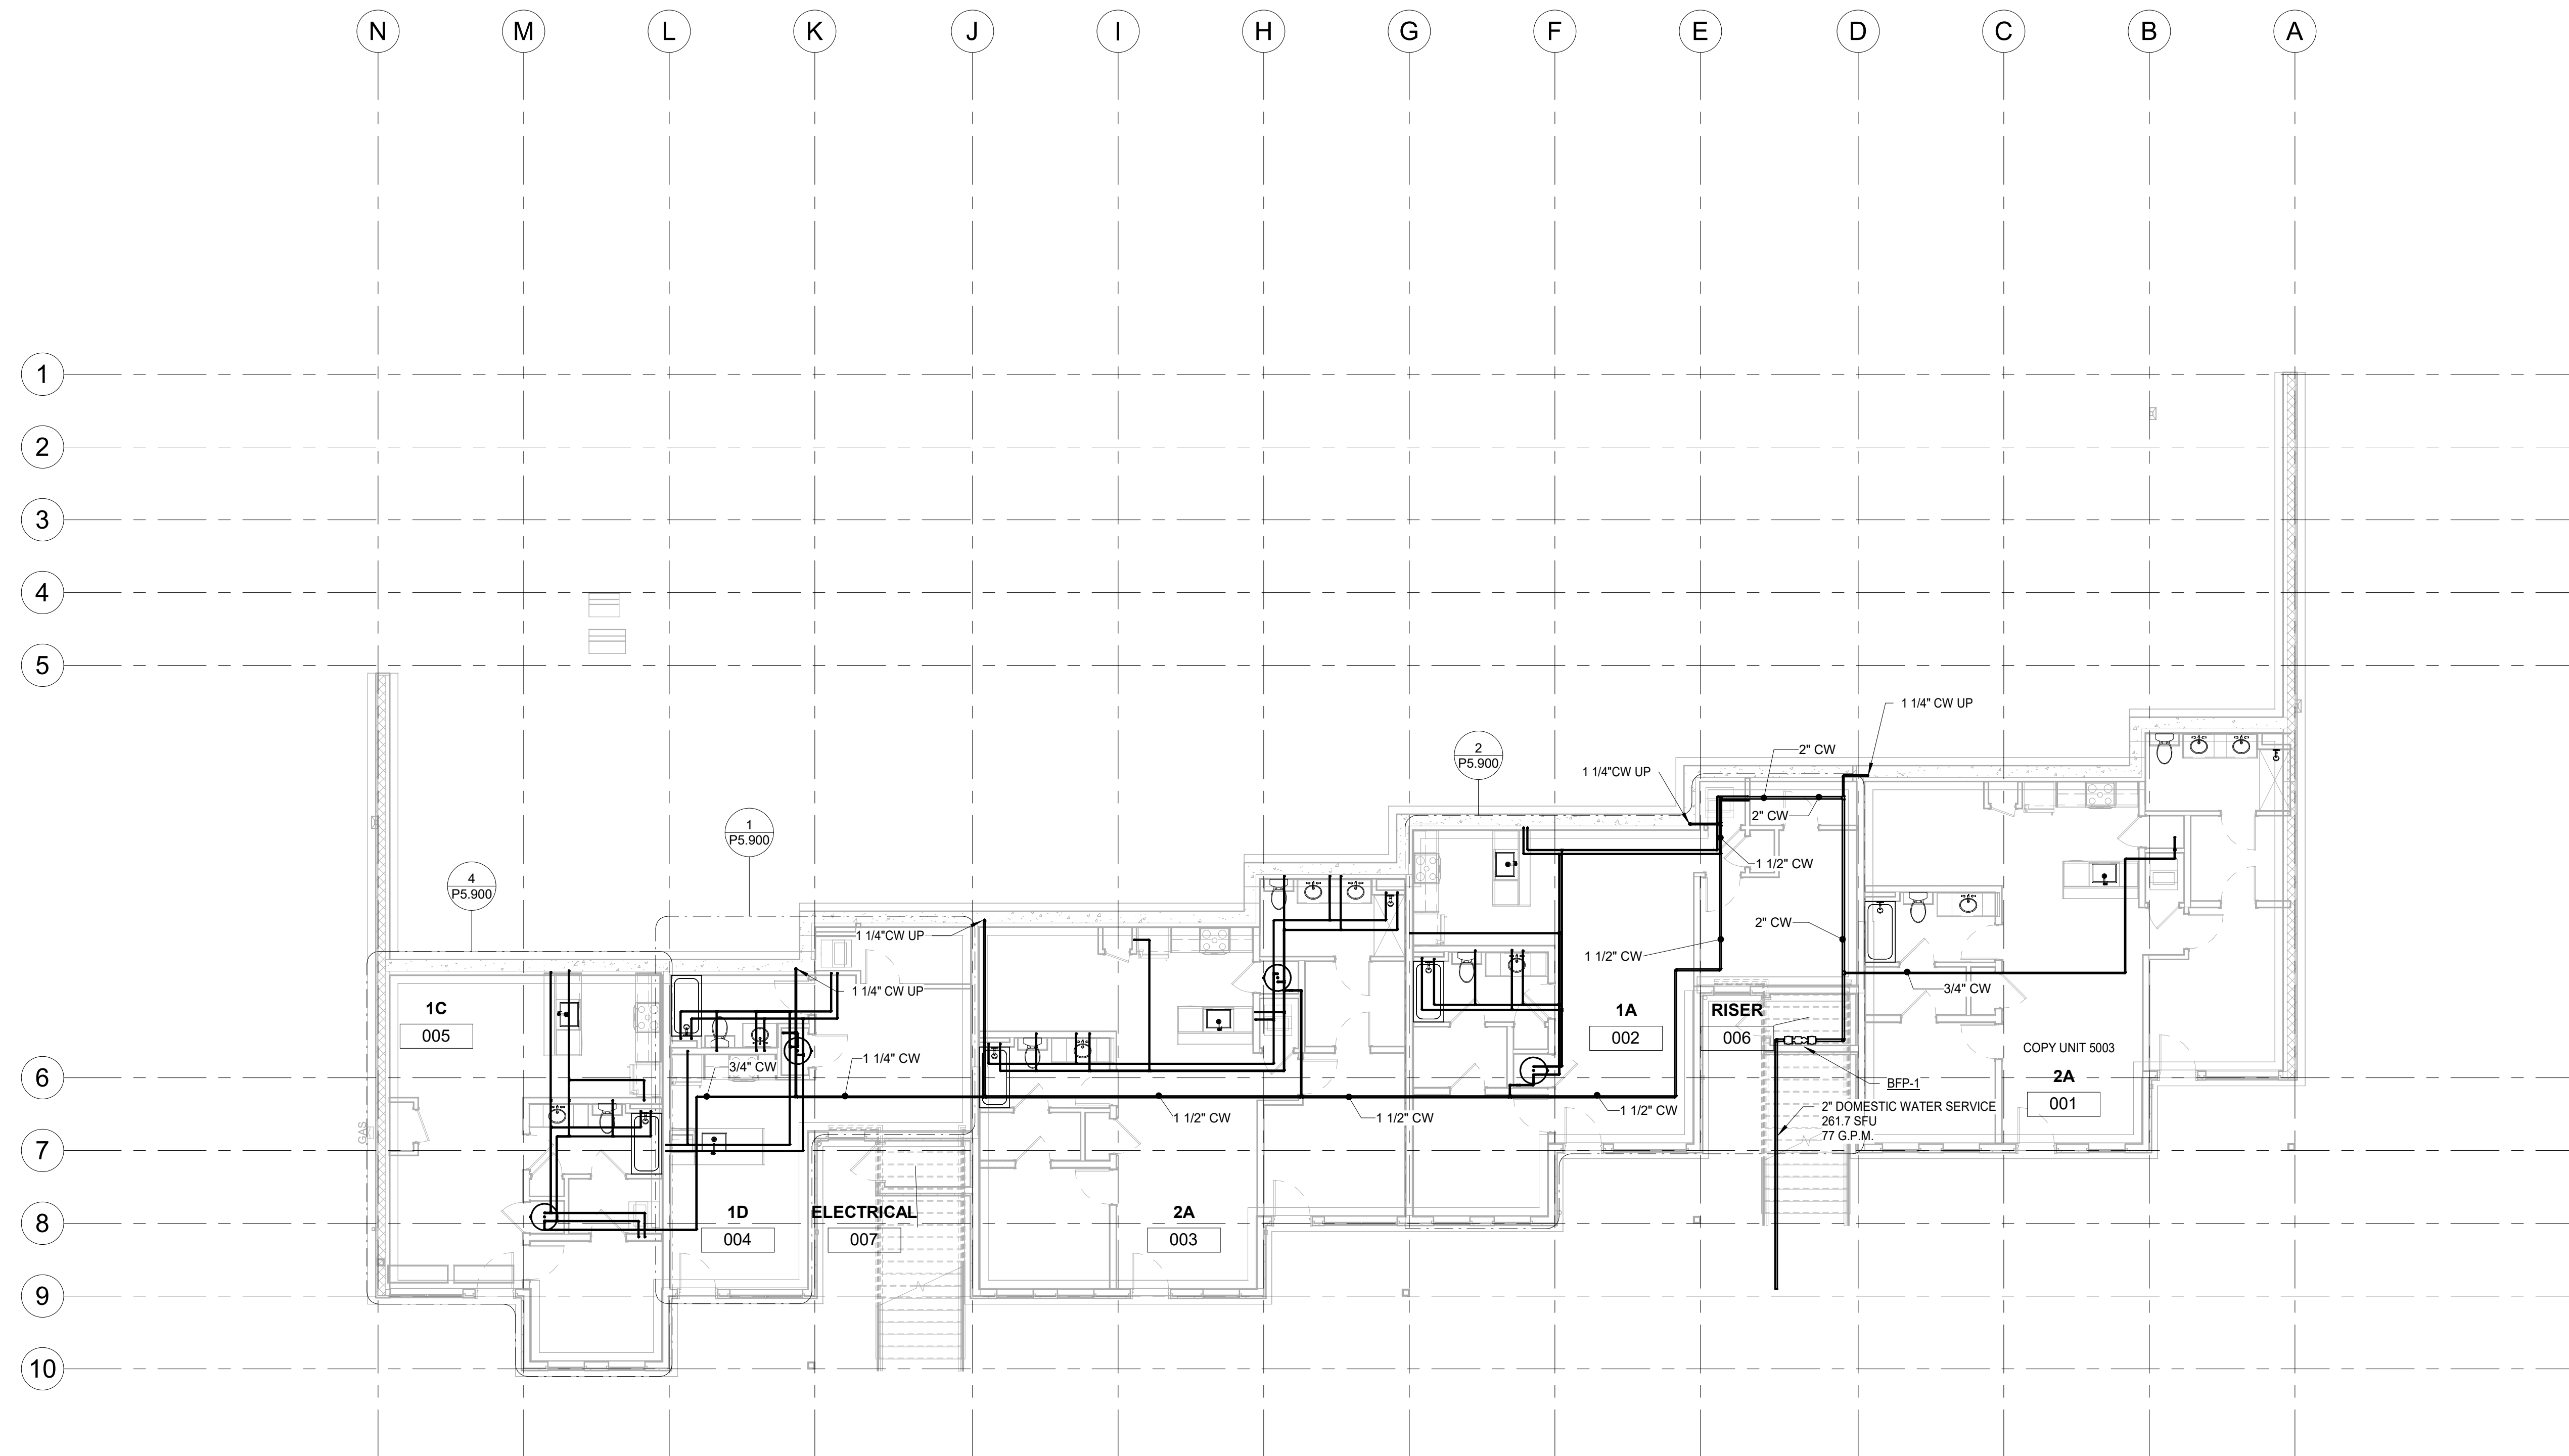 N
M
L
K
J
I
H
G
F
E
D
C
B
A
1
2
3
4
5
6
7
8
9
10
1 1/4" CW UP
2
P5.900
2" CW
1 1/4"CW UP
2" CW
1
P5.900
1 1/2" CW
4
P5.900
1 1/4"CW UP
2" CW
1 1/2" CW
1 1/4" CW UP
3/4" CW
1C
005
1A
002
RISER
006
COPY UNIT 5003
1 1/4" CW
3/4" CW
2A
001
BFP-1
2" DOMESTIC WATER SERVICE
261.7 SFU
77 G.P.M.
1 1/2" CW
1 1/2" CW
1 1/2" CW
GAS
1D
004
ELECTRICAL
007
2A
003